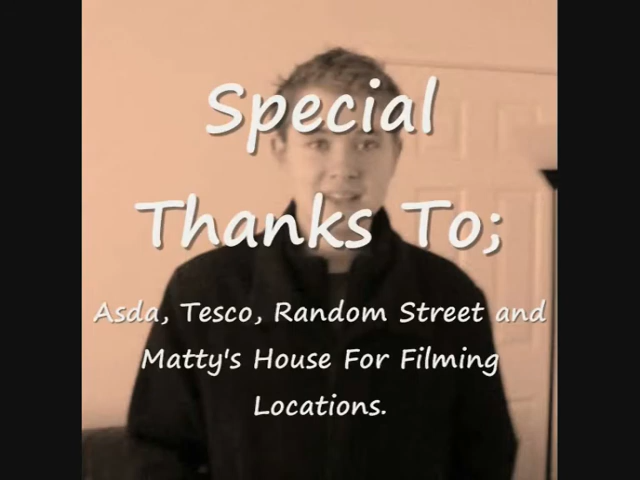 Special
Thanks To;
Asda, Tesco, Random Street and
Matty's House For Filming
Locations.